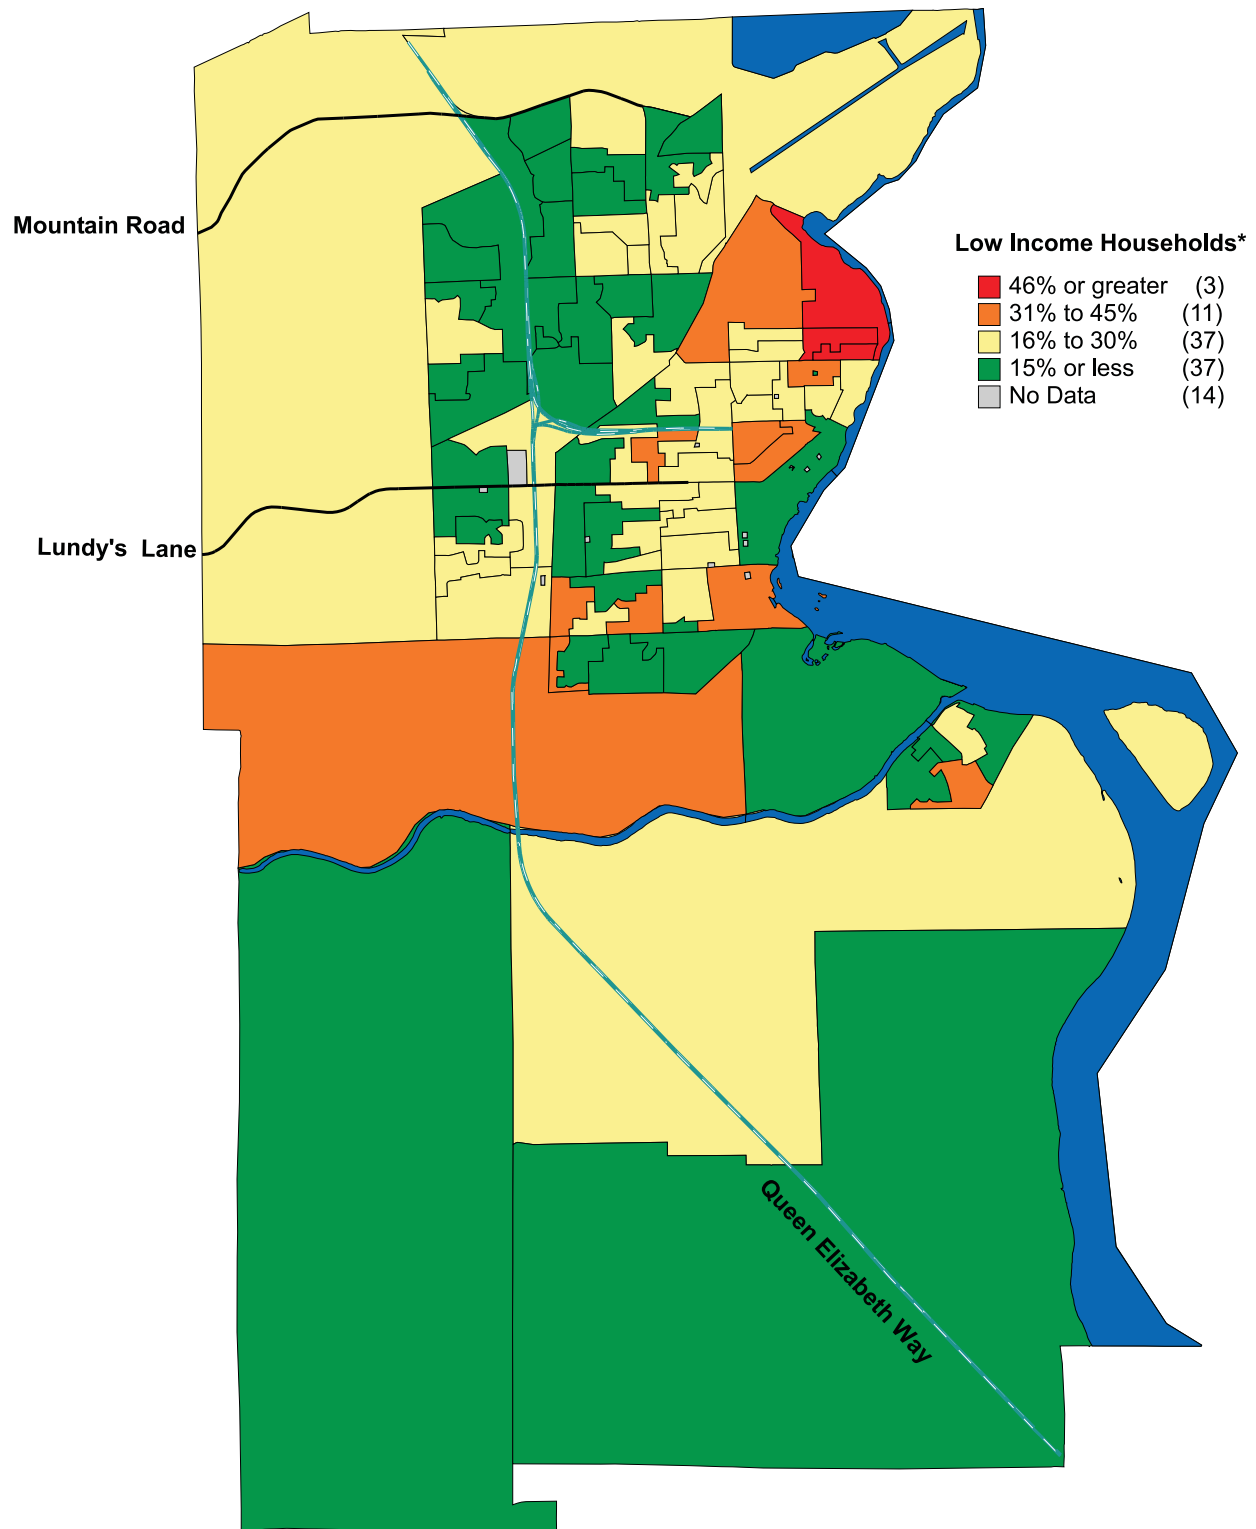 Mountain Road
Low Income Households*
46% or greater (3)
31% to 45% (11)
16% to 30% (37)
15% or less (37)
No Data (14)
Lundy's Lane
Queen Elizabeth Way